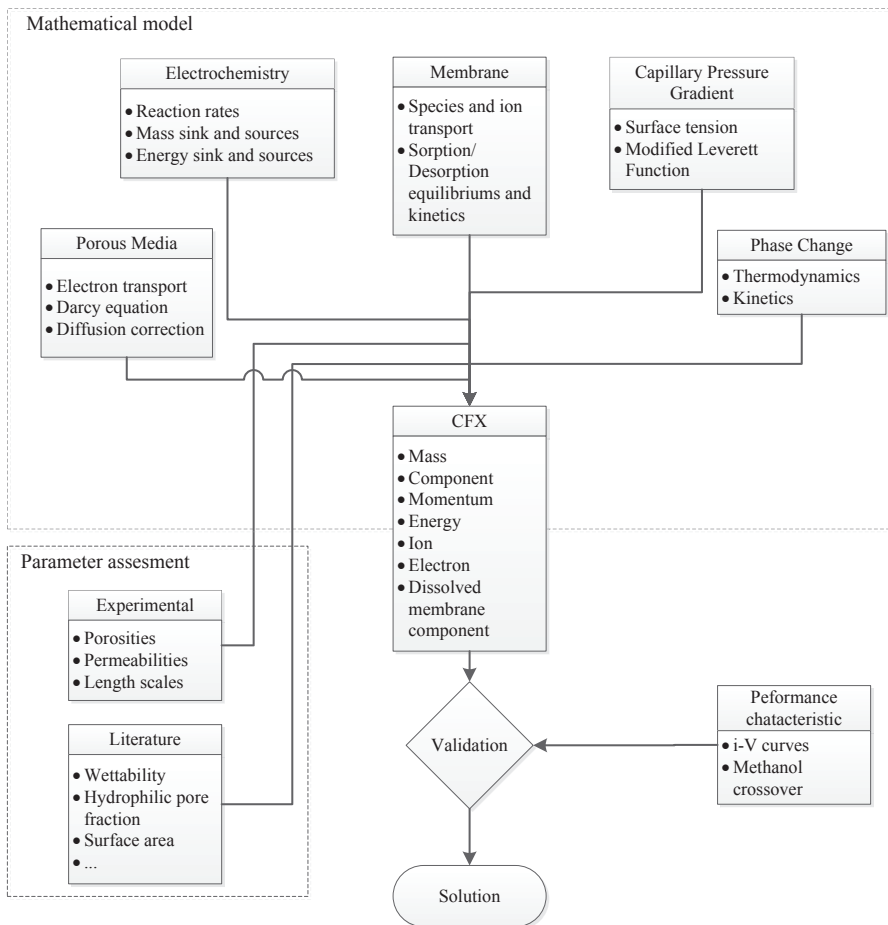 Mathematical model
Electrochemistry
• Reaction rates
• Mass sink and sources
• Energy sink and sources
Membrane
• Species and ion
transport
• Sorption/
Desorption
equilibriums and
kinetics
Capillary Pressure
Gradient
• Surface tension
• Modified Leverett
Function
Porous Media
• Electron transport
• Darcy equation
• Diffusion correction
Phase Change
• Thermodynamics
• Kinetics
CFX
• Mass
• Component
• Momentum
• Energy
• Ion
• Electron
• Dissolved
membrane
component
Parameter assesment
Experimental
• Porosities
• Permeabilities
• Length scales
Literature
• Wettability
• Hydrophilic pore
fraction
• Surface area
• ...
Validation
Peformance
chatacteristic
• i-V curves
• Methanol
crossover
Solution